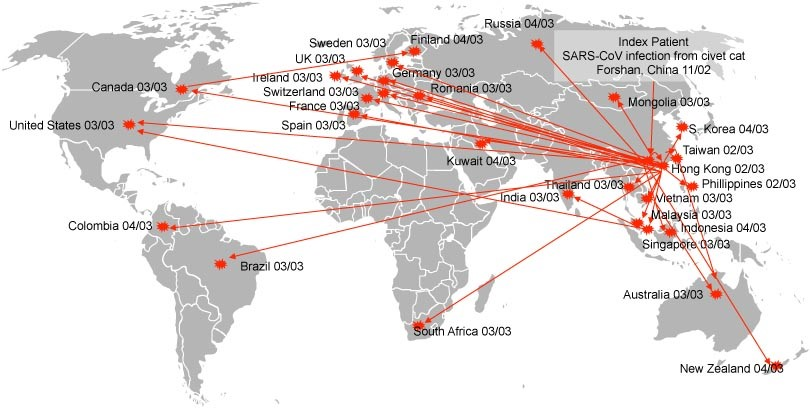 Russia 04/03
Sweden 03/03
Finland 04/03
Index Patient
SARS-CoV infection from civet cat
Forshan, China 11/02
UK 03/03
Ireland 03/03
Germany 03/03
Canada 03/03
Switzerland 03/03
Romania 03/03
Mongolia 03/03
France 03/03
United States 03/03
Spain 03/03
S. Korea 04/03
Taiwan 02/03
Kuwait 04/03
Hong Kong 02/03
Thailand 03/03
Phillippines 02/03
India 03/03
Vietnam 03/03
Malaysia 03/03
Colombia 04/03
Indonesia 04/03
Singapore 03/03
Brazil 03/03
Australia 03/03
South Africa 03/03
New Zealand 04/03